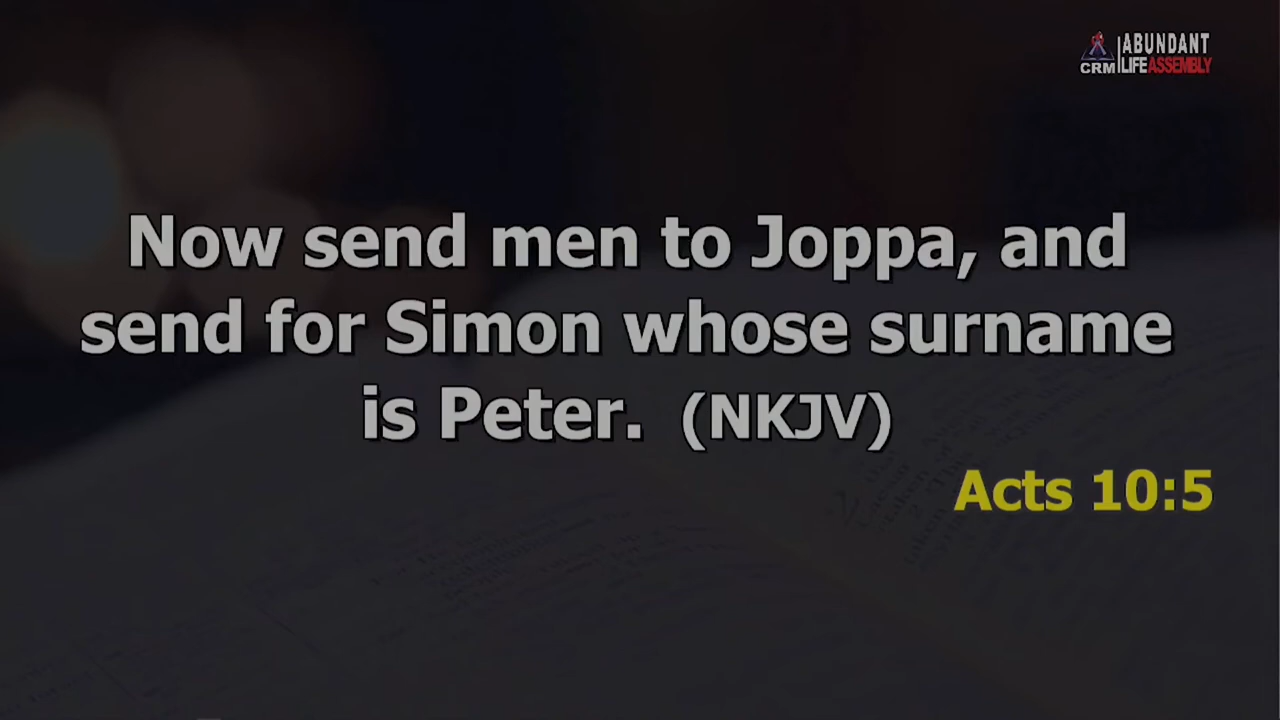 CRM
ABUNDANT
LIFE ASSEMBLY
Now send men to Joppa, and
send for Simon whose surname
is Peter. (NKJV)
Acts 10:5